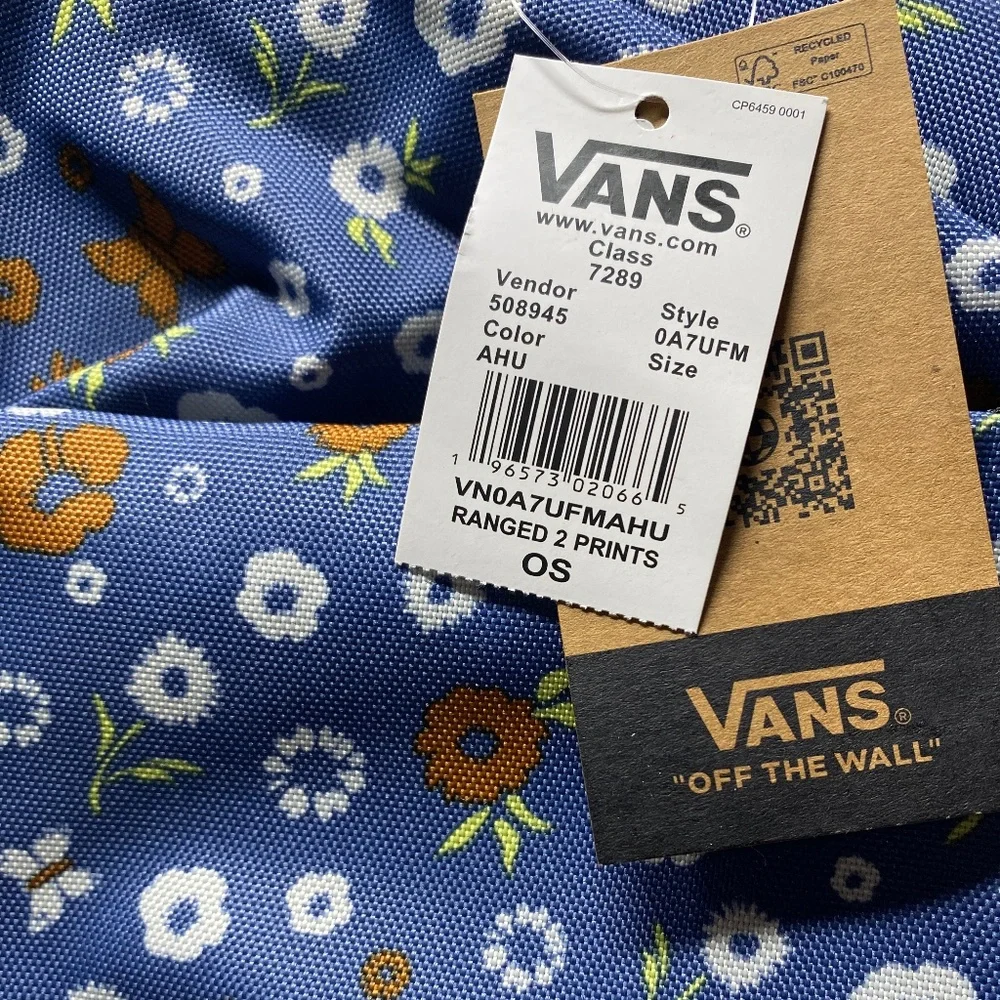 RECYCLED
Paper
FSC® C100470
CP6459 0001
VANS®
www.vans.com
Class
7289
Vendor
508945
Style
0A7UFM
Color
AHU
Size
1 96573 02066 5
VN0A7UFMAHU
RANGED 2 PRINTS
OS
VANS®
"OFF THE WALL"